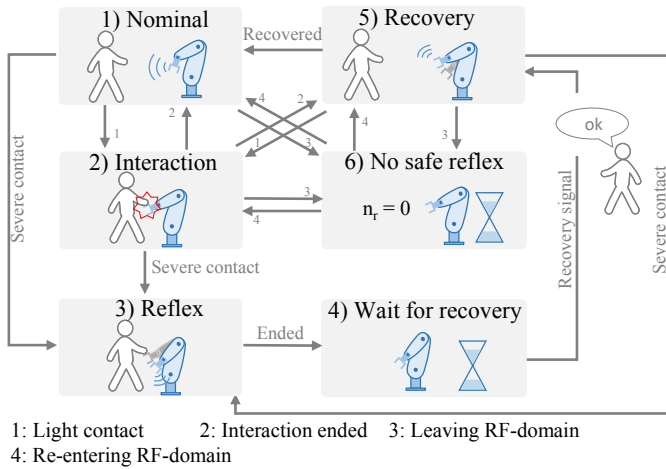 1) Nominal
5) Recovery
Recovered
1
2
4
2
1
3
3
4
2) Interaction
6) No safe reflex
n_r = 0
3
4
ok
Severe contact
Severe contact
Recovery signal
Severe contact
3) Reflex
4) Wait for recovery
Ended
1: Light contact 2: Interaction ended 3: Leaving RF-domain
4: Re-entering RF-domain